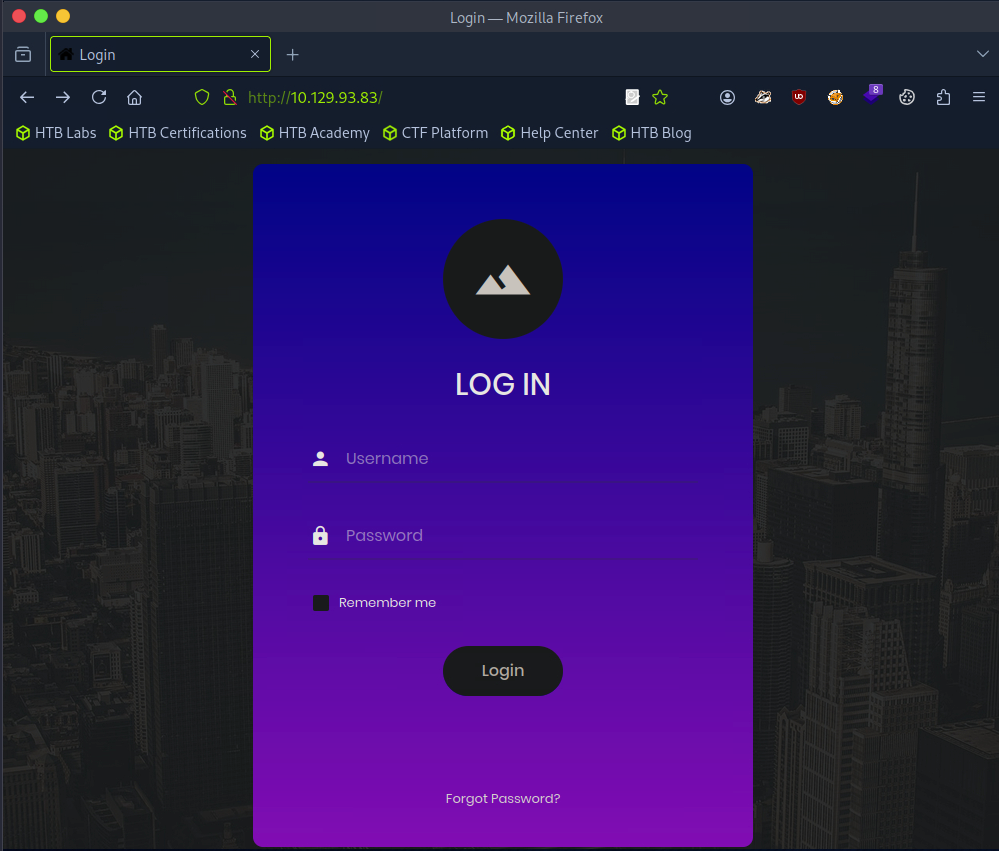 Login — Mozilla Firefox
Login
http://10.129.93.83/
8
HTB Labs HTB Certifications HTB Academy CTF Platform Help Center HTB Blog
LOG IN
Username
Password
Remember me
Login
Forgot Password?